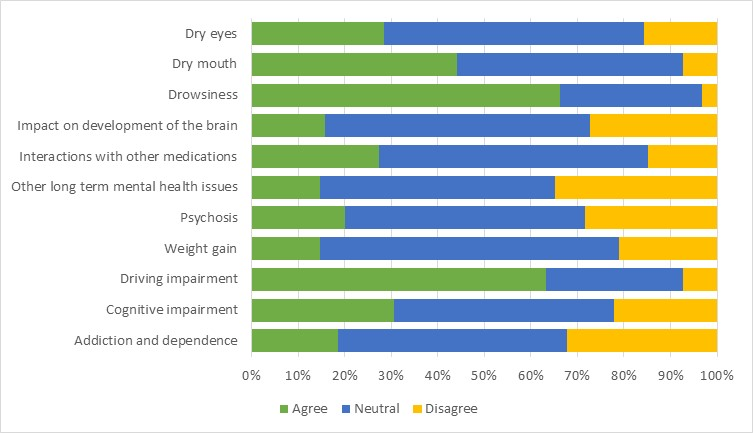 Dry eyes
Dry mouth
Drowsiness
Impact on development of the brain
Interactions with other medications
Other long term mental health issues
Psychosis
Weight gain
Driving impairment
Cognitive impairment
Addiction and dependence
0% 10% 20% 30% 40% 50% 60% 70% 80% 90% 100%
Agree Neutral Disagree